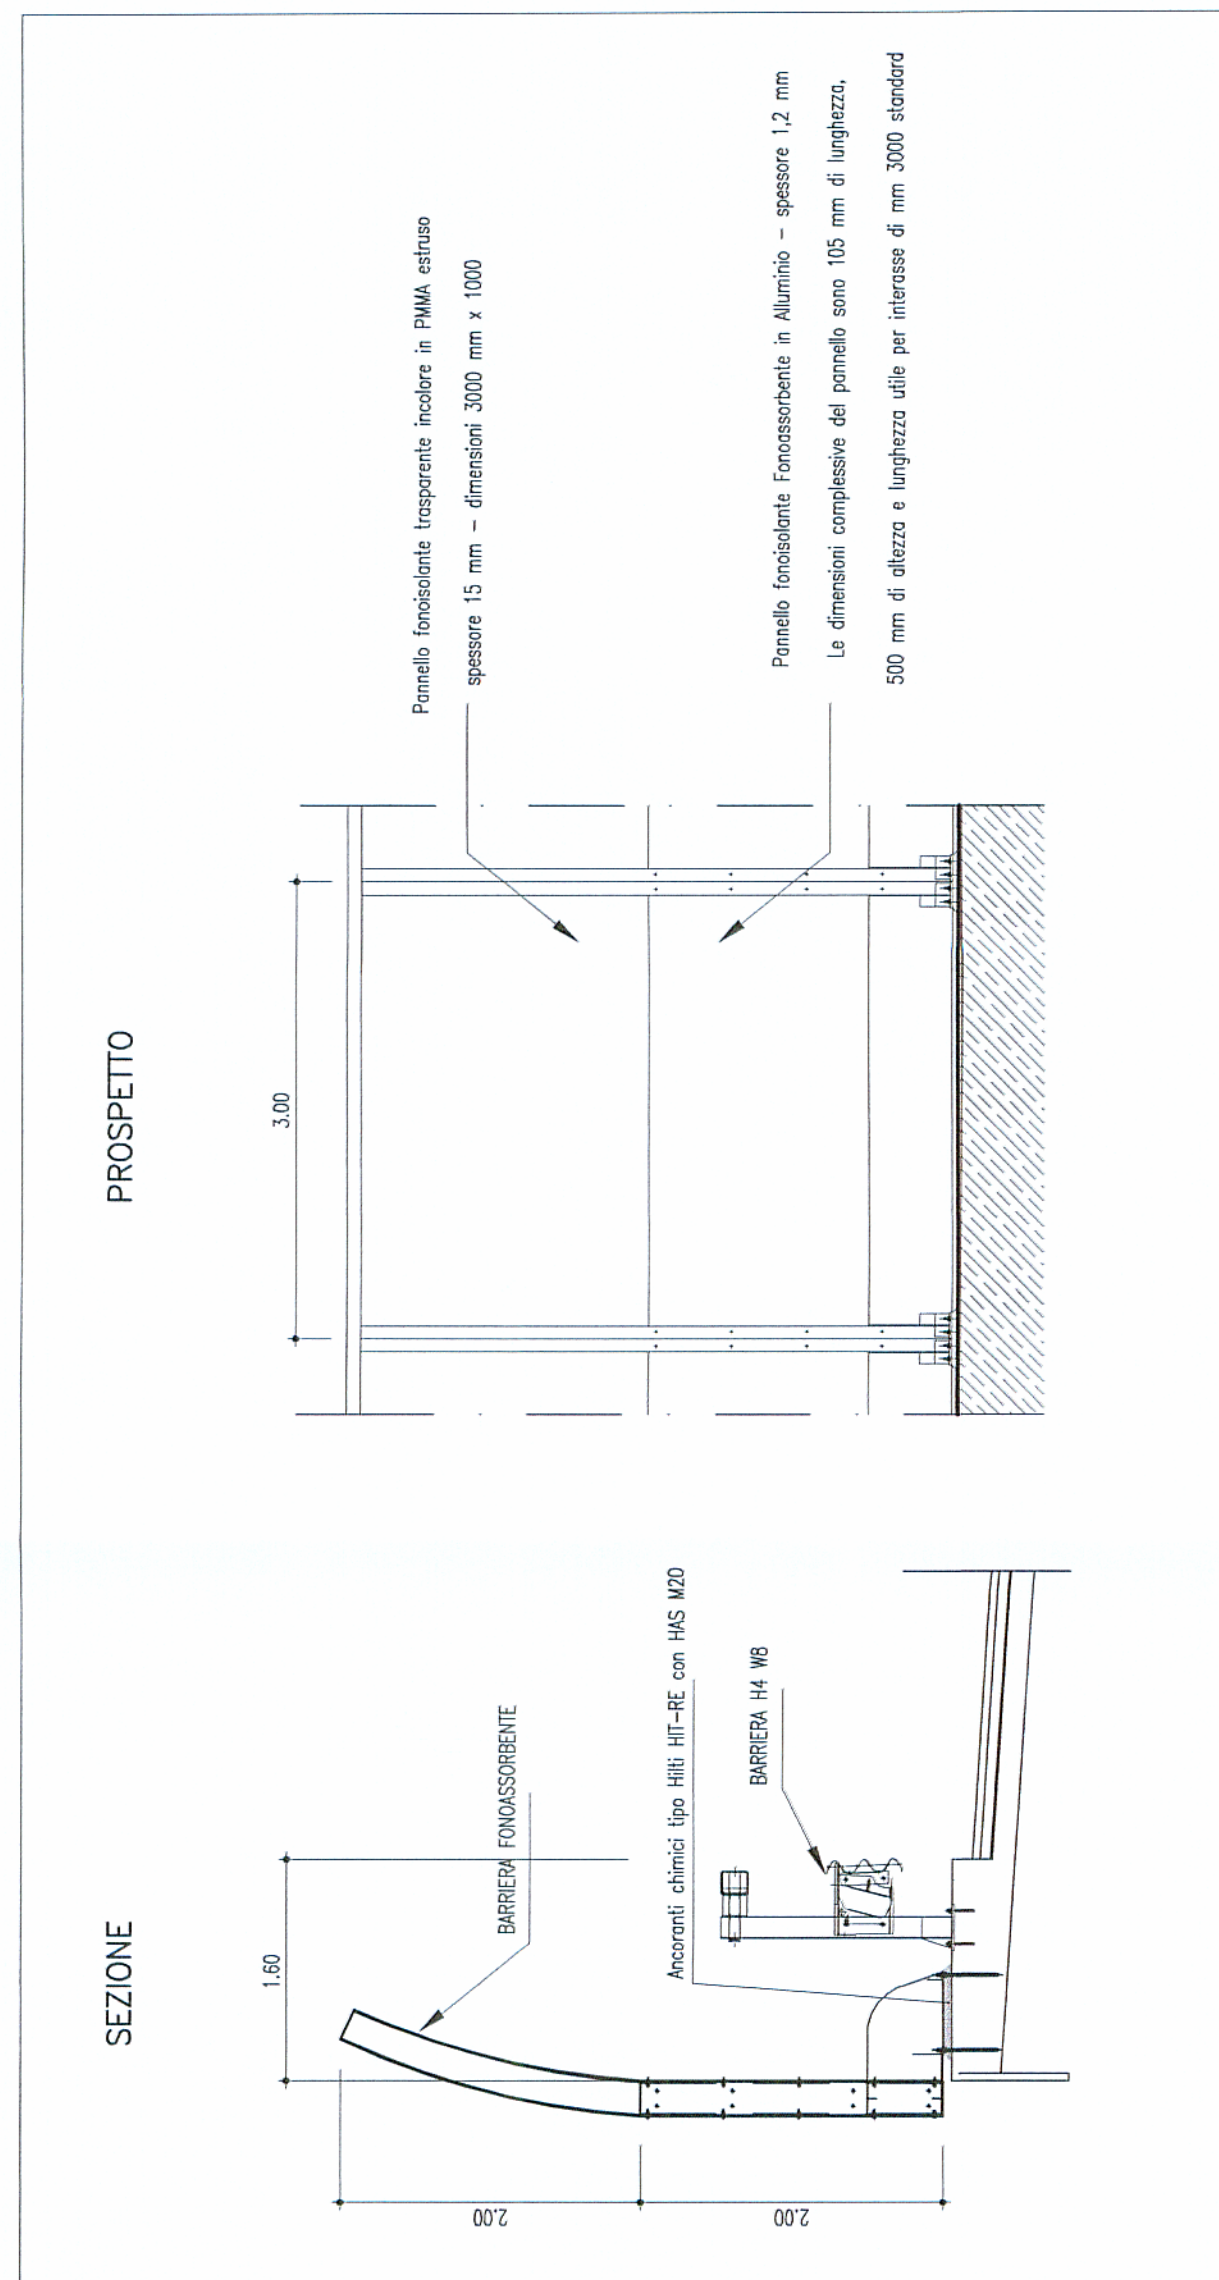 SEZIONE
1.60
BARRIERA FONOASSORBENTE
Ancoranti chimici tipo Hilti HIT-RE con HAS M20
BARRIERA H4 W8
2.00
2.00
PROSPETTO
3.00
Pannello fonoisolante trasparente incolore in PMMA estruso
spessore 15 mm – dimensioni 3000 mm x 1000
Pannello fonoisolante Fonoassorbente in Alluminio – spessore 1,2 mm
Le dimensioni complessive del pannello sono 105 mm di lunghezza,
500 mm di altezza e lunghezza utile per interasse di mm 3000 standard